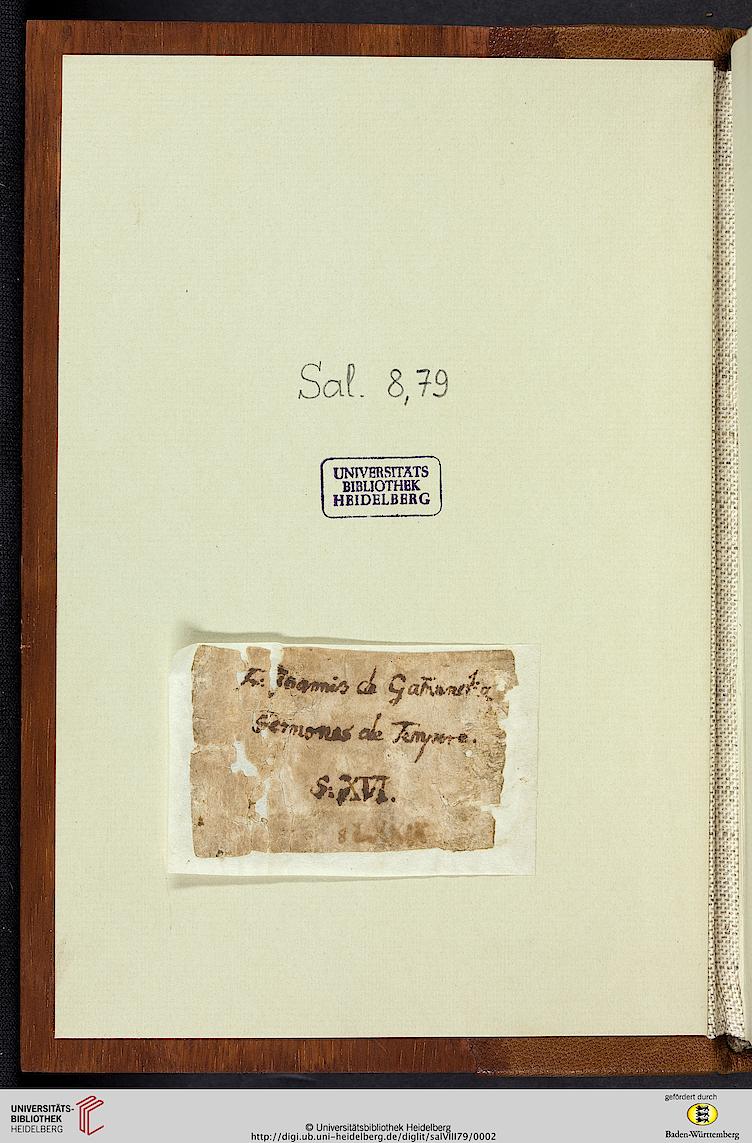 Sal. 8,79
UNIVERSITÄTS
BIBLIOTHEK
HEIDELBERG
Joannis de
Sermones de Tempore.
S. XVI.
UNIVERSITÄTS-
BIBLIOTHEK
HEIDELBERG
© Universitätsbibliothek Heidelberg
http://digi.ub.uni-heidelberg.de/diglit/salVIII79/0002
gefördert durch
Baden-Württemberg